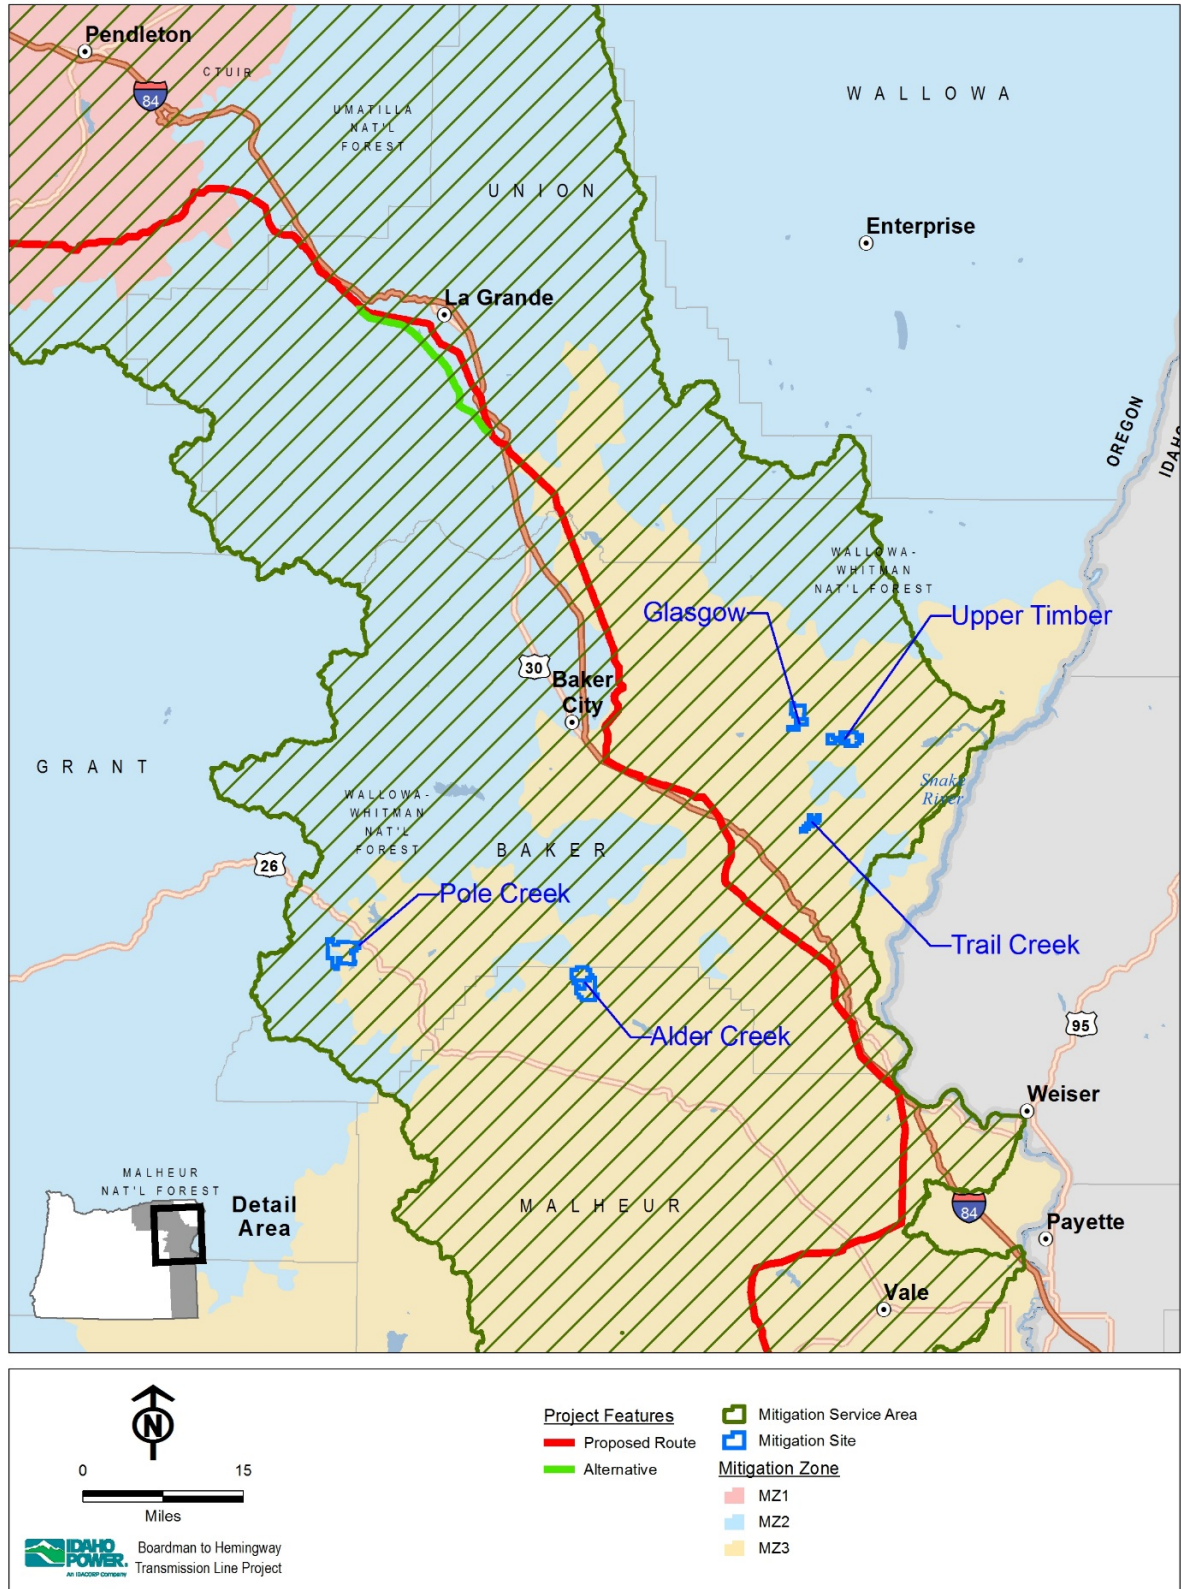 Pendleton
CTUIR
84
UMATILLA
NAT'L
FOREST
WALLOWA
UNION
Enterprise
La Grande
OREGON
IDAHO
WALLOWA-
WHITMAN
NAT'L FOREST
Glasgow
Upper Timber
30
Baker
City
GRANT
Snake
River
WALLOWA-
WHITMAN
NAT'L
FOREST
BAKER
26
Pole Creek
Trail Creek
Alder Creek
95
Weiser
MALHEUR
NAT'L FOREST
Detail
Area
MALHEUR
84
Payette
Vale
N
0 15
Miles
IDAHO
POWER.
An IDACORP Company
Boardman to Hemingway
Transmission Line Project
Project Features
Proposed Route
Alternative
Mitigation Service Area
Mitigation Site
Mitigation Zone
MZ1
MZ2
MZ3